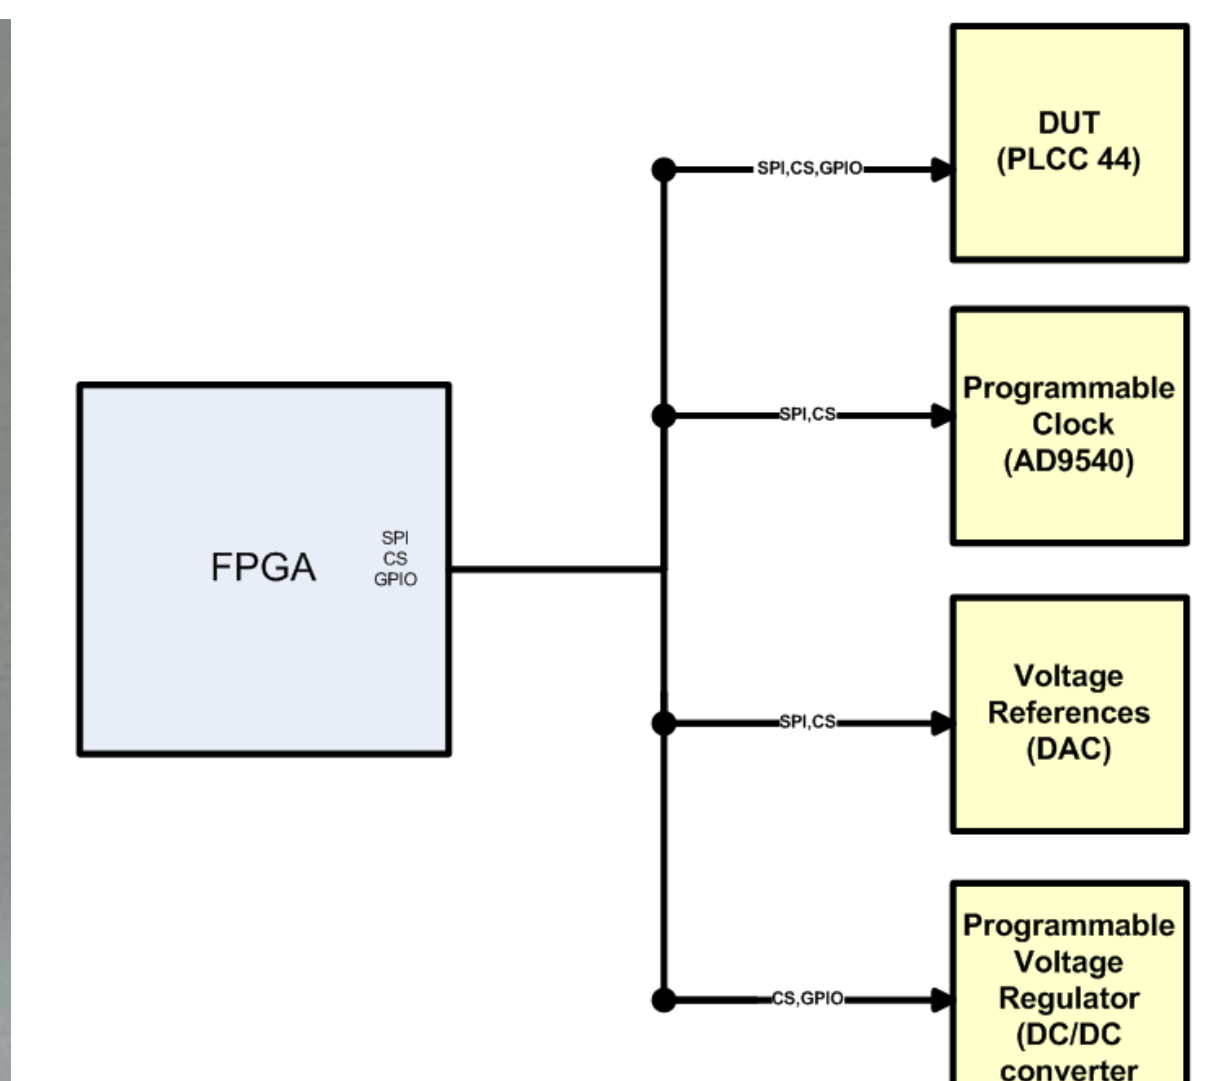 DUT
(PLCC 44)
SPI,CS,GPIO
Programmable
Clock
(AD9540)
SPI,CS
FPGA
SPI
CS
GPIO
Voltage
References
(DAC)
SPI,CS
Programmable
Voltage
Regulator
(DC/DC
converter
CS,GPIO